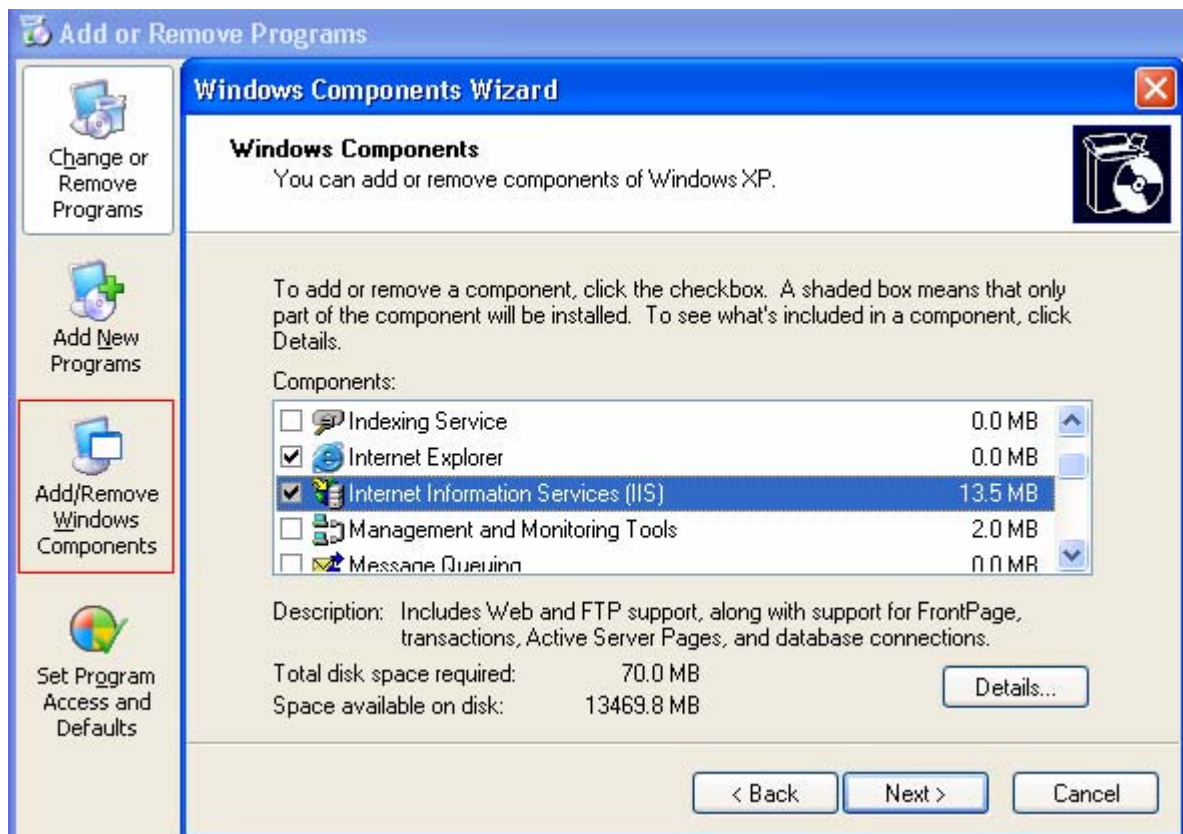 Add or Remove Programs
Change or
Remove
Programs
Add New
Programs
Add/Remove
Windows
Components
Set Program
Access and
Defaults
Windows Components Wizard
Windows Components
You can add or remove components of Windows XP.
To add or remove a component, click the checkbox. A shaded box means that only
part of the component will be installed. To see what's included in a component, click
Details.
Components:
Indexing Service 0.0 MB
Internet Explorer 0.0 MB
Internet Information Services (IIS) 13.5 MB
Management and Monitoring Tools 2.0 MB
Message Queuing 0.0 MB
Description: Includes Web and FTP support, along with support for FrontPage,
transactions, Active Server Pages, and database connections.
Total disk space required: 70.0 MB
Space available on disk: 13469.8 MB
Details...
< Back
Next >
Cancel